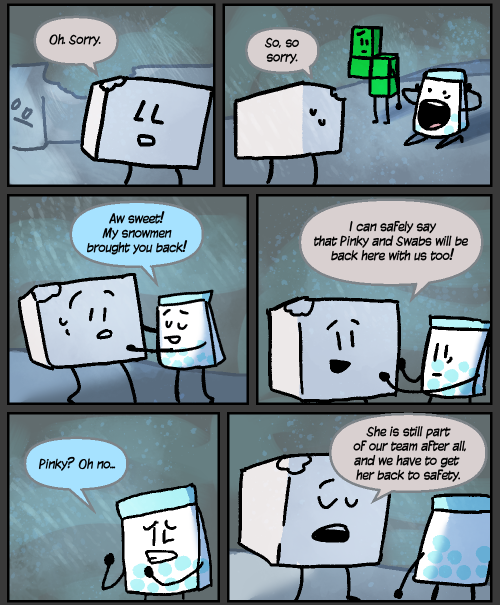 Oh. Sorry.
So, so
sorry.
Aw sweet!
My snowmen
brought you back!
I can safely say
that Pinky and Swabs will be
back here with us too!
Pinky? Oh no...
She is still part
of our team after all,
and we have to get
her back to safety.